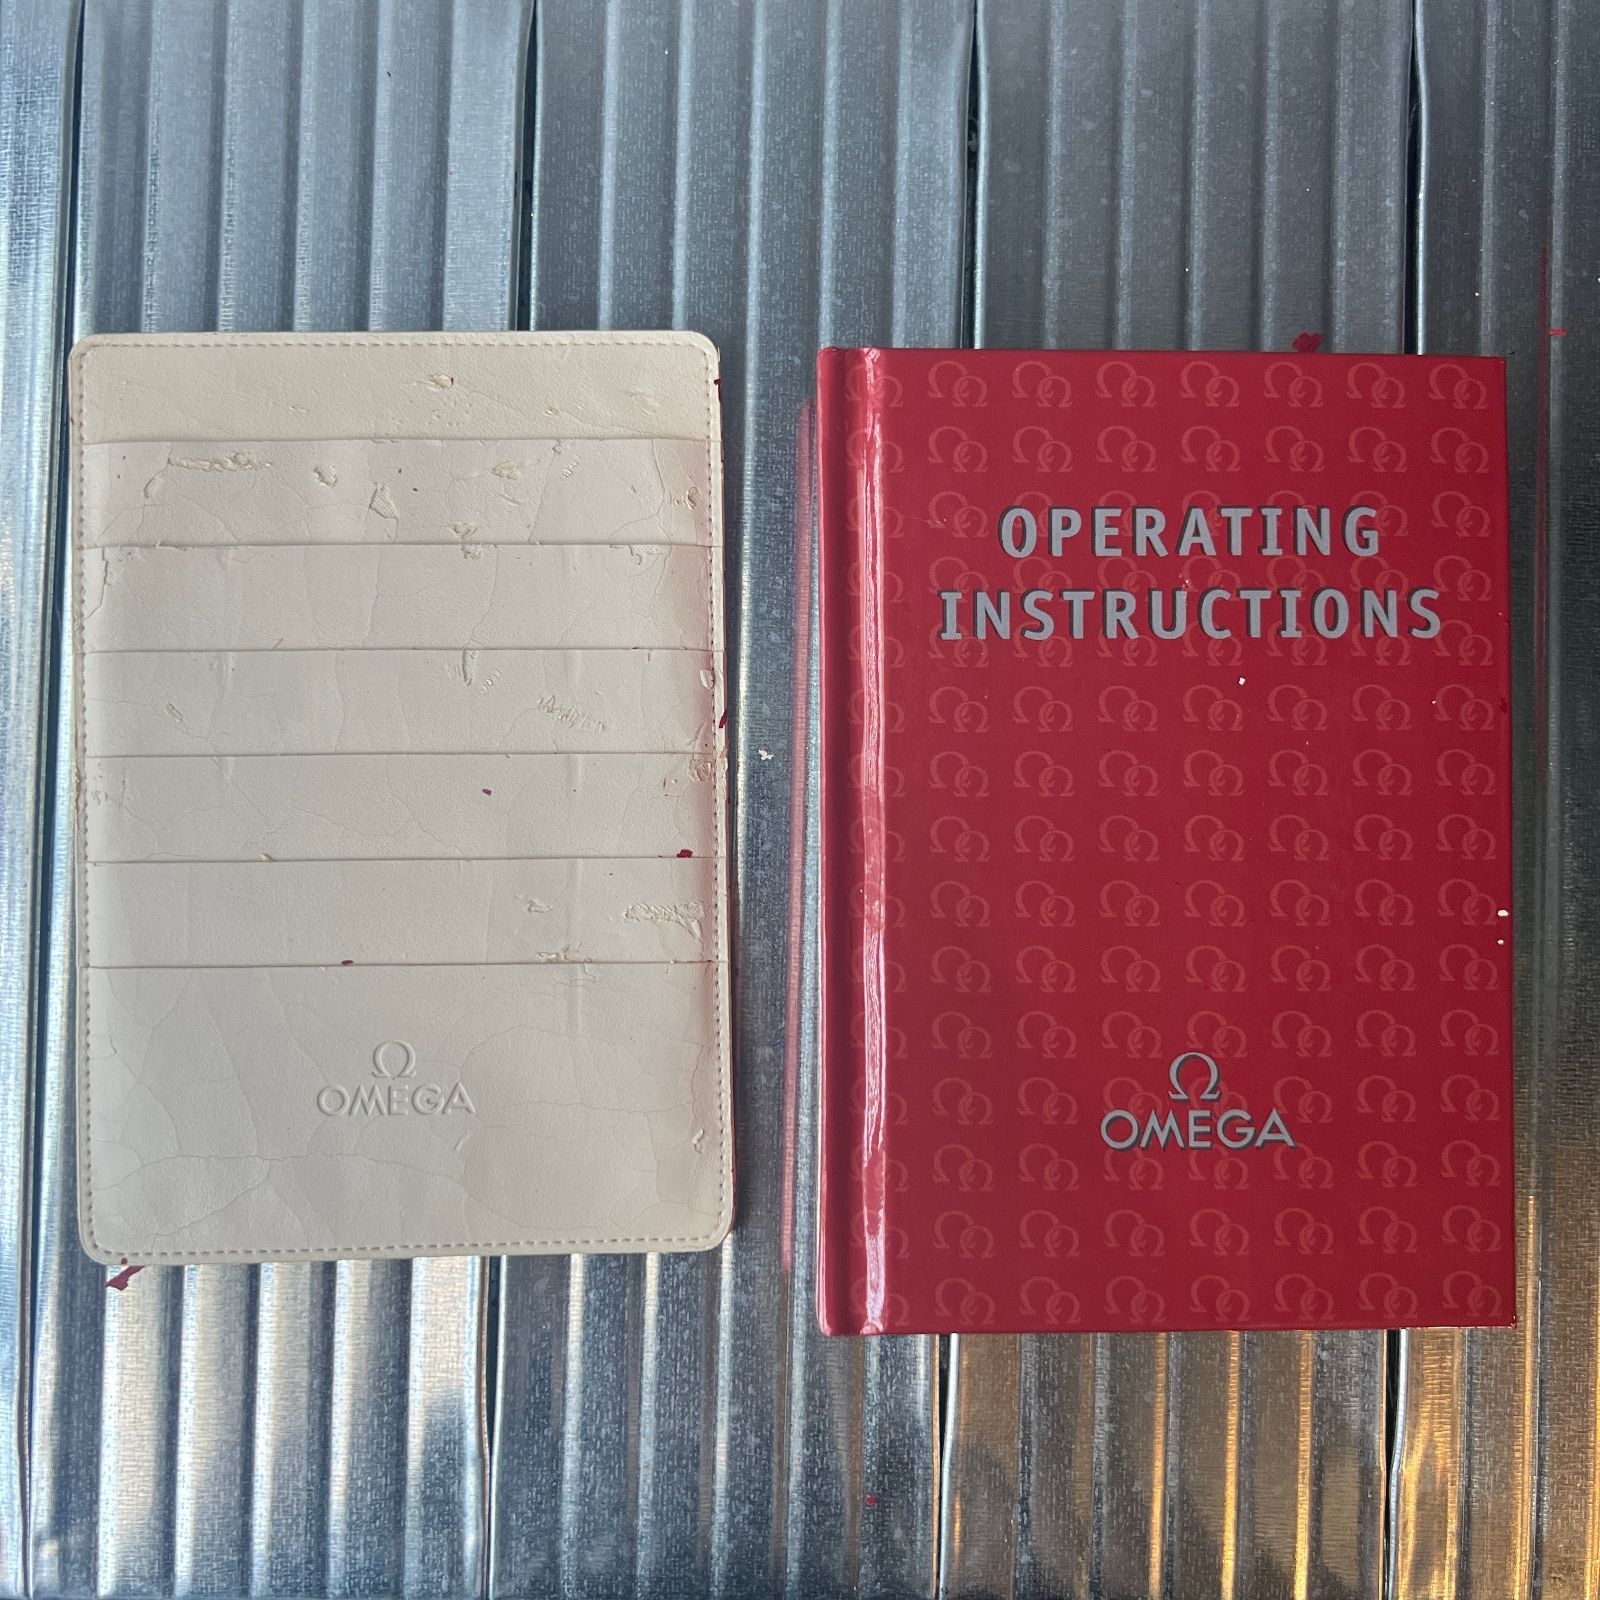 Ω
OMEGA
OPERATING
INSTRUCTIONS
Ω
OMEGA